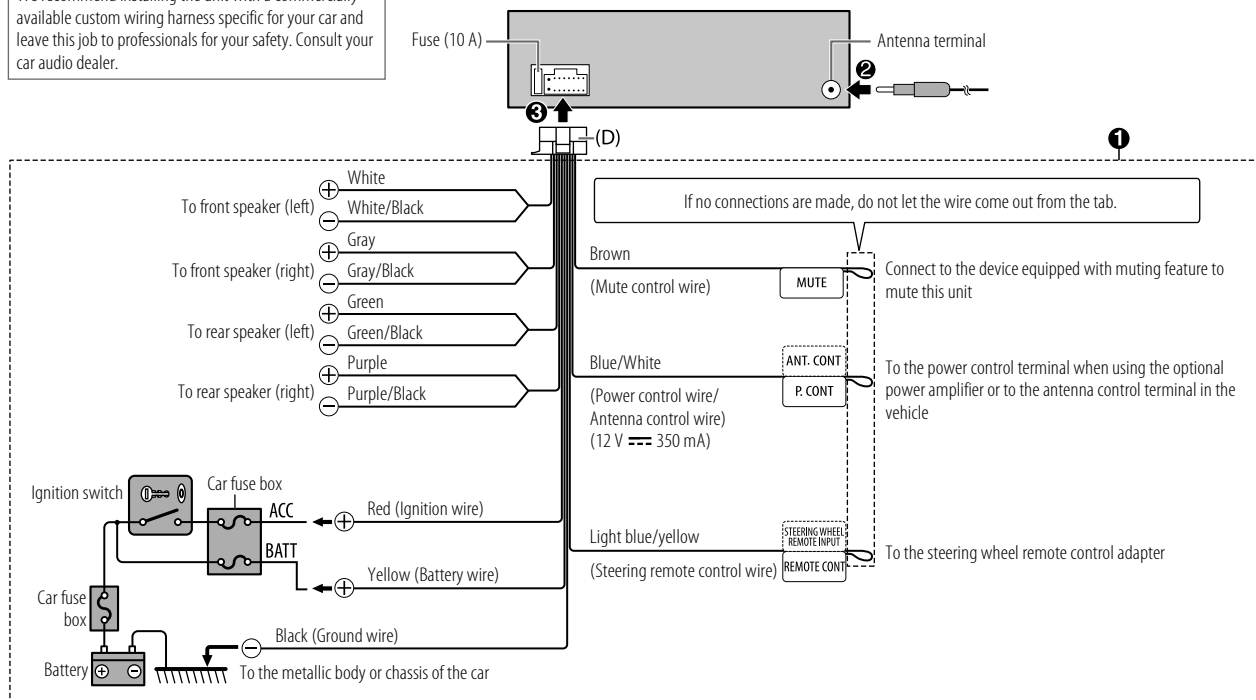 available custom wiring harness specific for your car and
leave this job to professionals for your safety. Consult your
car audio dealer.
Fuse (10 A)
Antenna terminal
❷
❸
(D)
❶
White
To front speaker (left)
White/Black
Gray
To front speaker (right)
Gray/Black
Green
To rear speaker (left)
Green/Black
Purple
To rear speaker (right)
Purple/Black
If no connections are made, do not let the wire come out from the tab.
Brown
(Mute control wire)
MUTE
Connect to the device equipped with muting feature to
mute this unit
Blue/White
(Power control wire/
Antenna control wire)
(12 V ⎓ 350 mA)
ANT. CONT
P. CONT
To the power control terminal when using the optional
power amplifier or to the antenna control terminal in the
vehicle
Light blue/yellow
(Steering remote control wire)
STEERING WHEEL
REMOTE INPUT
REMOTE CONT
To the steering wheel remote control adapter
Ignition switch
Car fuse box
ACC
Red (Ignition wire)
BATT
Yellow (Battery wire)
Car fuse
box
Black (Ground wire)
Battery
To the metallic body or chassis of the car